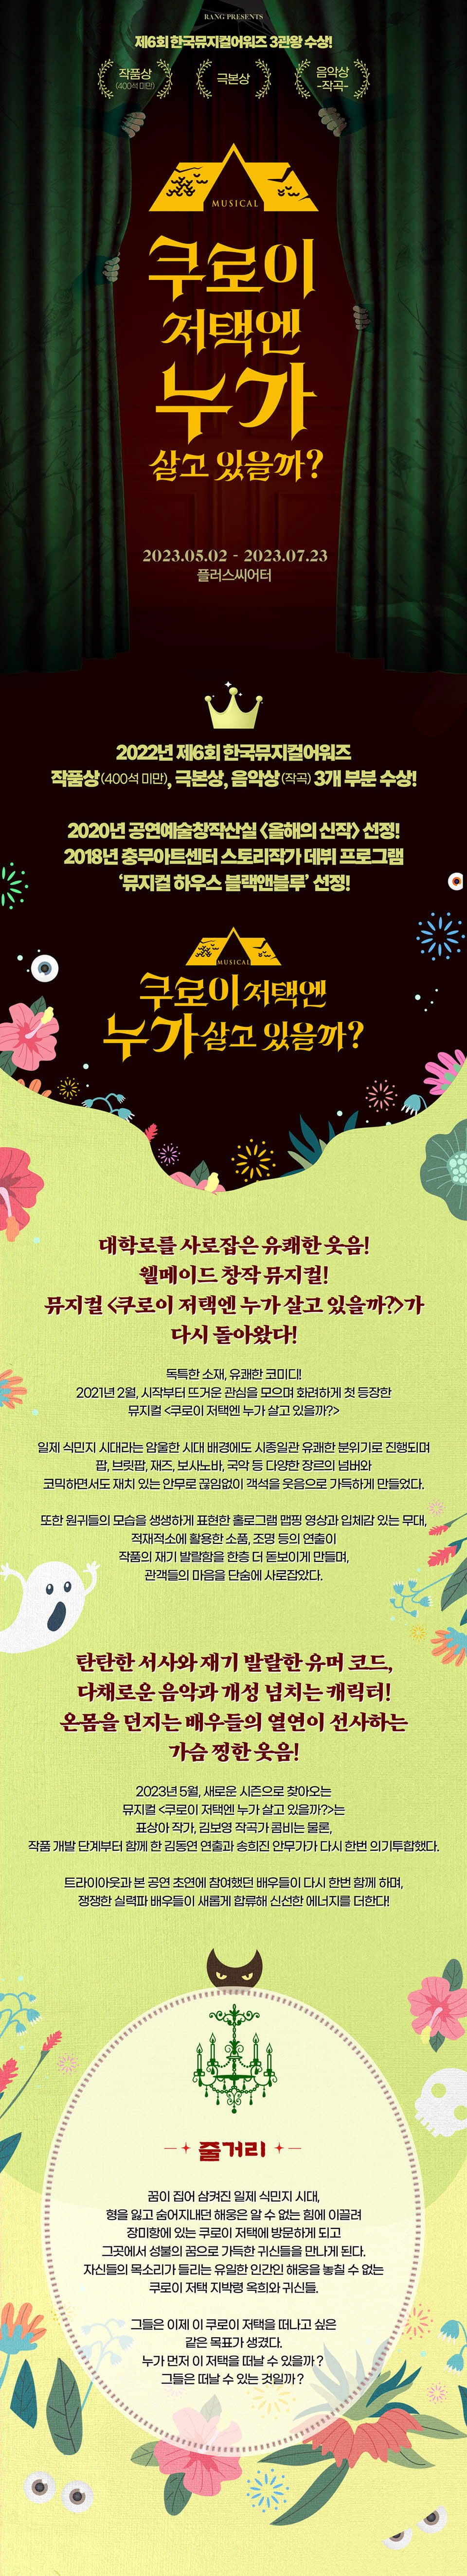 RANG PRESENTS
제6회 한국뮤지컬어워즈 3관왕 수상!
작품상
(400석 미만)
극본상
음악상
-작곡-
MUSICAL
쿠로이
저택엔
누가
살고 있을까?
2023.05.02 - 2023.07.23
플러스씨어터
2022년 제6회 한국뮤지컬어워즈
작품상(400석 미만), 극본상, 음악상(작곡) 3개 부분 수상!
2020년 공연예술창작산실 <올해의 신작> 선정!
2018년 충무아트센터 스토리작가 데뷔 프로그램
‘뮤지컬 하우스 블랙앤블루’ 선정!
MUSICAL
쿠로이 저택엔
누가 살고 있을까?
대학로를 사로잡은 유쾌한 웃음!
웰메이드 창작 뮤지컬!
뮤지컬 <쿠로이 저택엔 누가 살고 있을까?>가
다시 돌아왔다!
독특한 소재, 유쾌한 코미디!
2021년 2월, 시작부터 뜨거운 관심을 모으며 화려하게 첫 등장한
뮤지컬 <쿠로이 저택엔 누가 살고 있을까?>
일제 식민지 시대라는 암울한 시대 배경에도 시종일관 유쾌한 분위기로 진행되며
팝, 브릿팝, 재즈, 보사노바, 국악 등 다양한 장르의 넘버와
코믹하면서도 재치 있는 안무로 끊임없이 객석을 웃음으로 가득하게 만들었다.
또한 원귀들의 모습을 생생하게 표현한 홀로그램 맵핑 영상과 입체감 있는 무대,
적재적소에 활용한 소품, 조명 등의 연출이
작품의 재기 발랄함을 한층 더 돋보이게 만들며,
관객들의 마음을 단숨에 사로잡았다.
탄탄한 서사와 재기 발랄한 유머 코드,
다채로운 음악과 개성 넘치는 캐릭터!
온몸을 던지는 배우들의 열연이 선사하는
가슴 찡한 웃음!
2023년 5월, 새로운 시즌으로 찾아오는
뮤지컬 <쿠로이 저택엔 누가 살고 있을까?>는
표상아 작가, 김보영 작곡가 콤비는 물론,
작품 개발 단계부터 함께 한 김동연 연출과 송희진 안무가가 다시 한번 의기투합했다.
트라이아웃과 본 공연 초연에 참여했던 배우들이 다시 한번 함께 하며,
쟁쟁한 실력파 배우들이 새롭게 합류해 신선한 에너지를 더한다!
줄거리
꿈이 집어 삼켜진 일제 식민지 시대,
형을 잃고 숨어지내던 해웅은 알 수 없는 힘에 이끌려
장미항에 있는 쿠로이 저택에 방문하게 되고
그곳에서 성불의 꿈으로 가득한 귀신들을 만나게 된다.
자신들의 목소리가 들리는 유일한 인간인 해웅을 놓칠 수 없는
쿠로이 저택 지박령 옥희와 귀신들.
그들은 이제 이 쿠로이 저택을 떠나고 싶은
같은 목표가 생겼다.
누가 먼저 이 저택을 떠날 수 있을까?
그들은 떠날 수 있는 것일까?